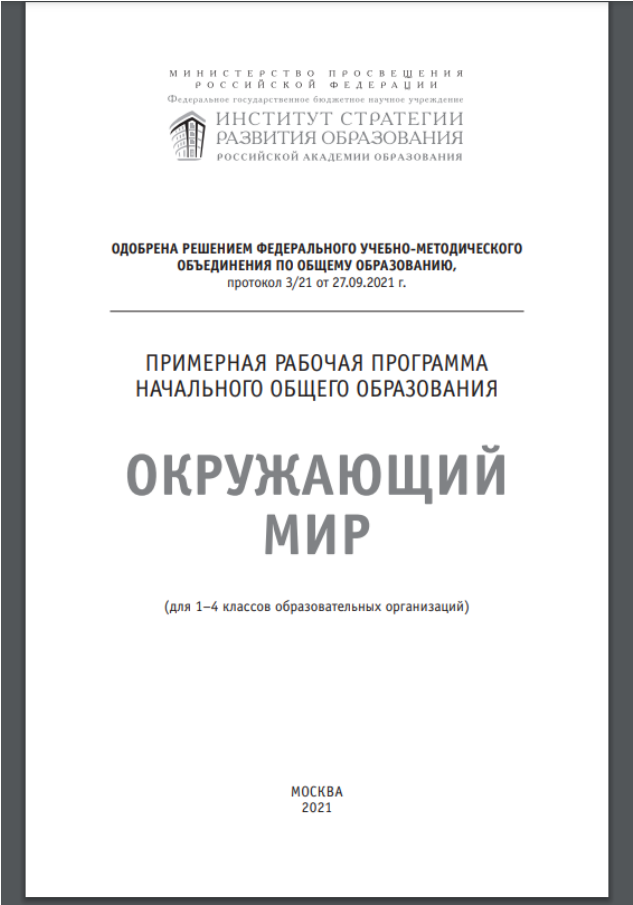 МИНИСТЕРСТВО ПРОСВЕЩЕНИЯ
РОССИЙСКОЙ ФЕДЕРАЦИИ
Федеральное государственное бюджетное научное учреждение
ИНСТИТУТ СТРАТЕГИИ
РАЗВИТИЯ ОБРАЗОВАНИЯ
РОССИЙСКОЙ АКАДЕМИИ ОБРАЗОВАНИЯ
ОДОБРЕНА РЕШЕНИЕМ ФЕДЕРАЛЬНОГО УЧЕБНО-МЕТОДИЧЕСКОГО
ОБЪЕДИНЕНИЯ ПО ОБЩЕМУ ОБРАЗОВАНИЮ,
протокол 3/21 от 27.09.2021 г.
ПРИМЕРНАЯ РАБОЧАЯ ПРОГРАММА
НАЧАЛЬНОГО ОБЩЕГО ОБРАЗОВАНИЯ
ОКРУЖАЮЩИЙ
МИР
(для 1–4 классов образовательных организаций)
МОСКВА
2021